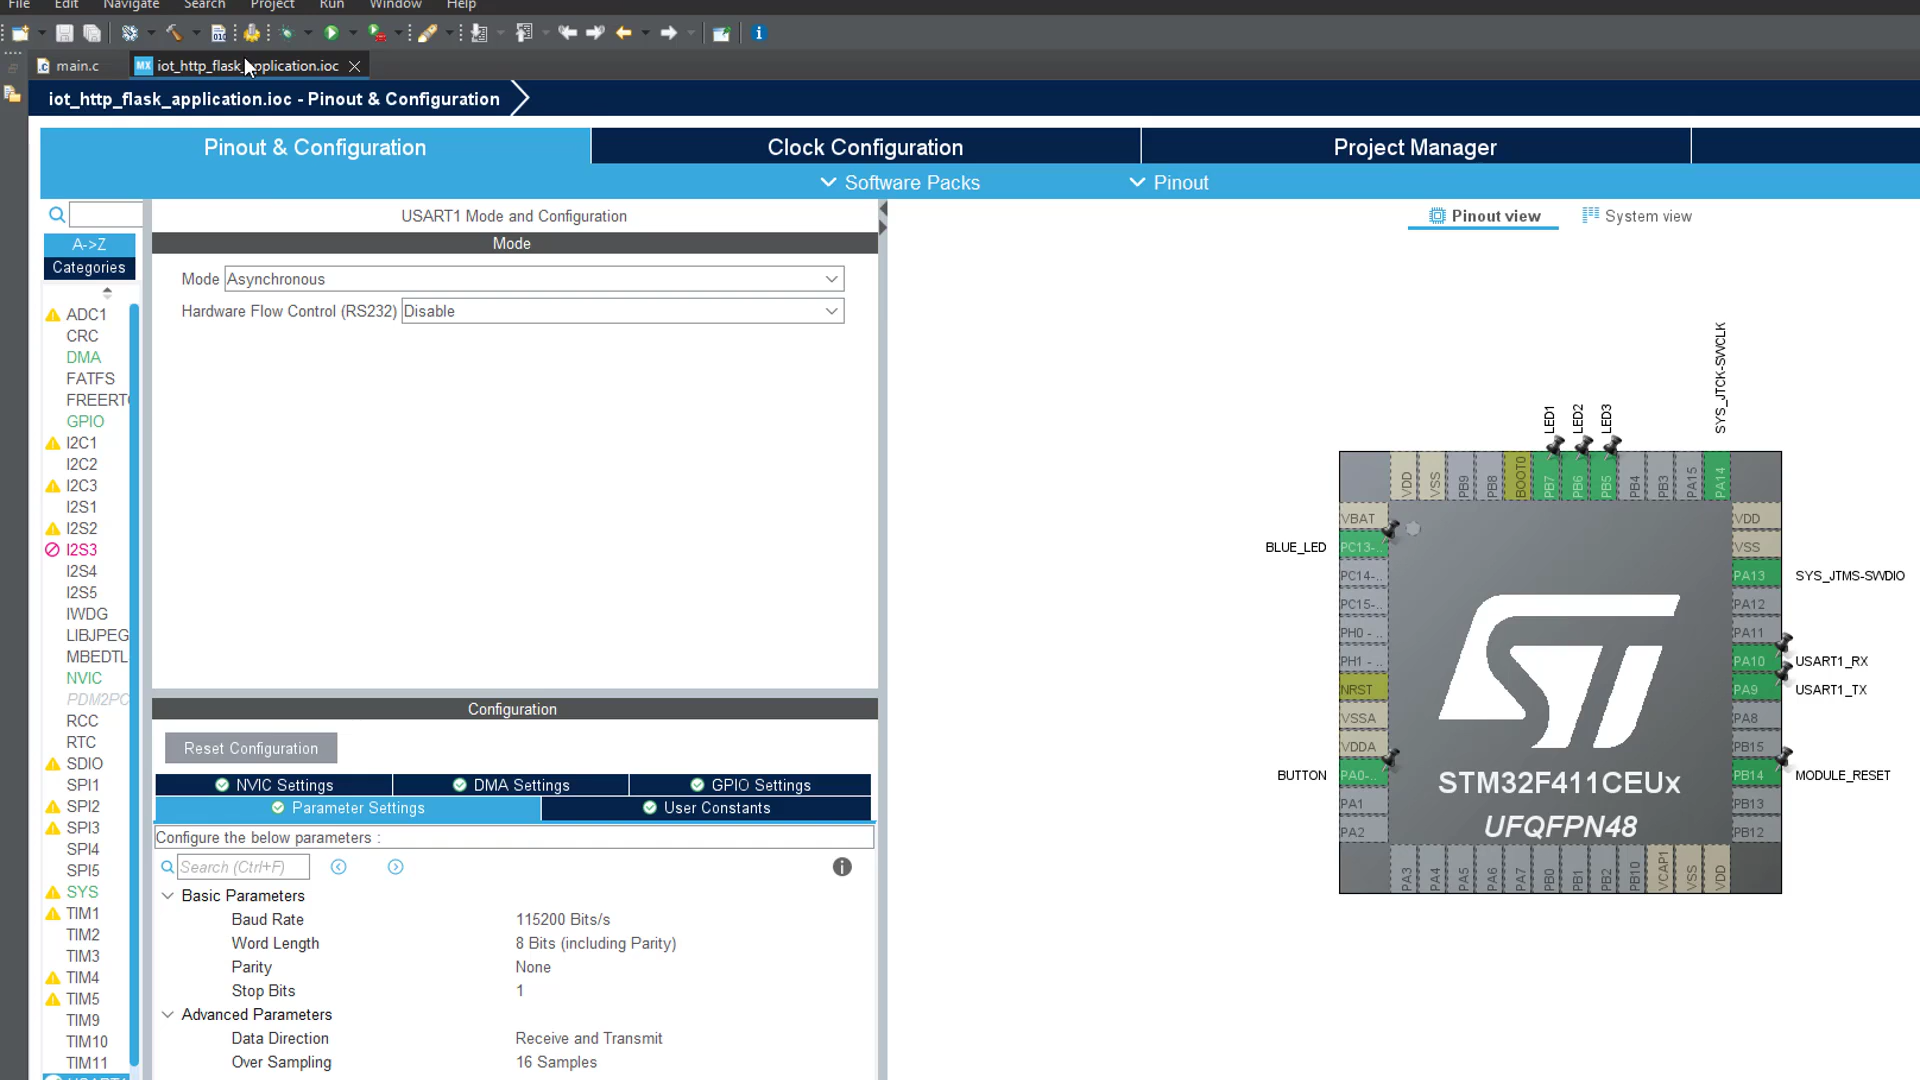 File Edit Navigate Search Project Run Window Help
main.c
MX iot_http_flask_application.ioc
iot_http_flask_application.ioc - Pinout & Configuration
Pinout & Configuration
Clock Configuration
Project Manager
Software Packs
Pinout
A->Z
Categories
ADC1
CRC
DMA
FATFS
FREERT
GPIO
I2C1
I2C2
I2C3
I2S1
I2S2
I2S3
I2S4
I2S5
IWDG
LIBJPEG
MBEDTL
NVIC
PDM2PC
RCC
RTC
SDIO
SPI1
SPI2
SPI3
SPI4
SPI5
SYS
TIM1
TIM2
TIM3
TIM4
TIM5
TIM9
TIM10
TIM11
USART1 Mode and Configuration
Mode
Mode Asynchronous
Hardware Flow Control (RS232) Disable
Configuration
Reset Configuration
NVIC Settings
DMA Settings
GPIO Settings
Parameter Settings
User Constants
Configure the below parameters :
Search (Ctrl+F)
Basic Parameters
Baud Rate 115200 Bits/s
Word Length 8 Bits (including Parity)
Parity None
Stop Bits 1
Advanced Parameters
Data Direction Receive and Transmit
Over Sampling 16 Samples
Pinout view
System view
LED1
LED2
LED3
SYS_JTCK-SWCLK
VDD
VSS
PB9
PB8
BOOT0
PB7
PB6
PB5
PB4
PB3
PA15
PA14
VBAT
BLUE_LED PC13-..
PC14-..
PC15-..
PH0 - ..
PH1 - ..
NRST
VSSA
VDDA
BUTTON PA0-..
PA1
PA2
ST
STM32F411CEUx
UFQFPN48
VDD
VSS
PA13 SYS_JTMS-SWDIO
PA12
PA11
PA10 USART1_RX
PA9 USART1_TX
PA8
PB15
PB14 MODULE_RESET
PB13
PB12
PA3
PA4
PA5
PA6
PA7
PB0
PB1
PB2
PB10
VCAP1
VSS
VDD